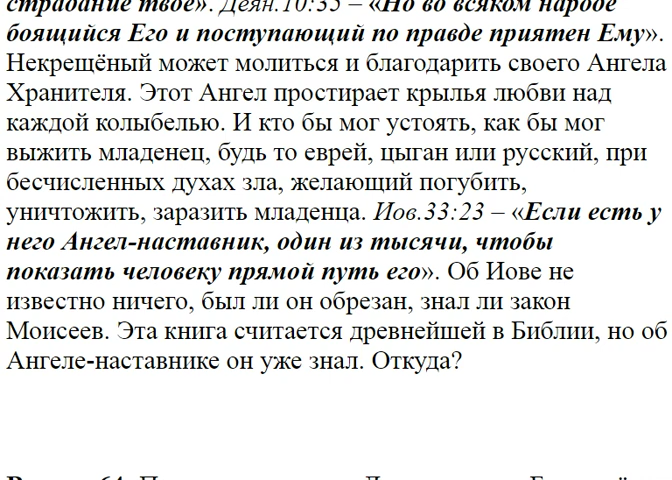 страдание твоё». Деян.10:35 – «Но во всяком народе
боящийся Его и поступающий по правде приятен Ему».
Некрещёный может молиться и благодарить своего Ангела
Хранителя. Этот Ангел простирает крылья любви над
каждой колыбелью. И кто бы мог устоять, как бы мог
выжить младенец, будь то еврей, цыган или русский, при
бесчисленных духах зла, желающий погубить,
уничтожить, заразить младенца. Иов.33:23 – «Если есть у
него Ангел-наставник, один из тысячи, чтобы
показать человеку прямой путь его». Об Иове не
известно ничего, был ли он обрезан, знал ли закон
Моисеев. Эта книга считается древнейшей в Библии, но об
Ангеле-наставнике он уже знал. Откуда?